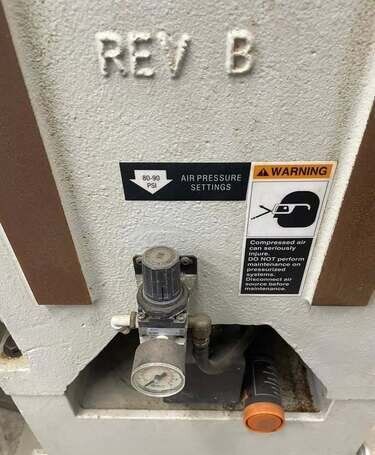 REV B
80-90
PSI
AIR PRESSURE
SETTINGS
WARNING
Compressed air
can seriously
injure.
DO NOT perform
maintenance on
pressurized
systems.
Disconnect air
source before
maintenance.